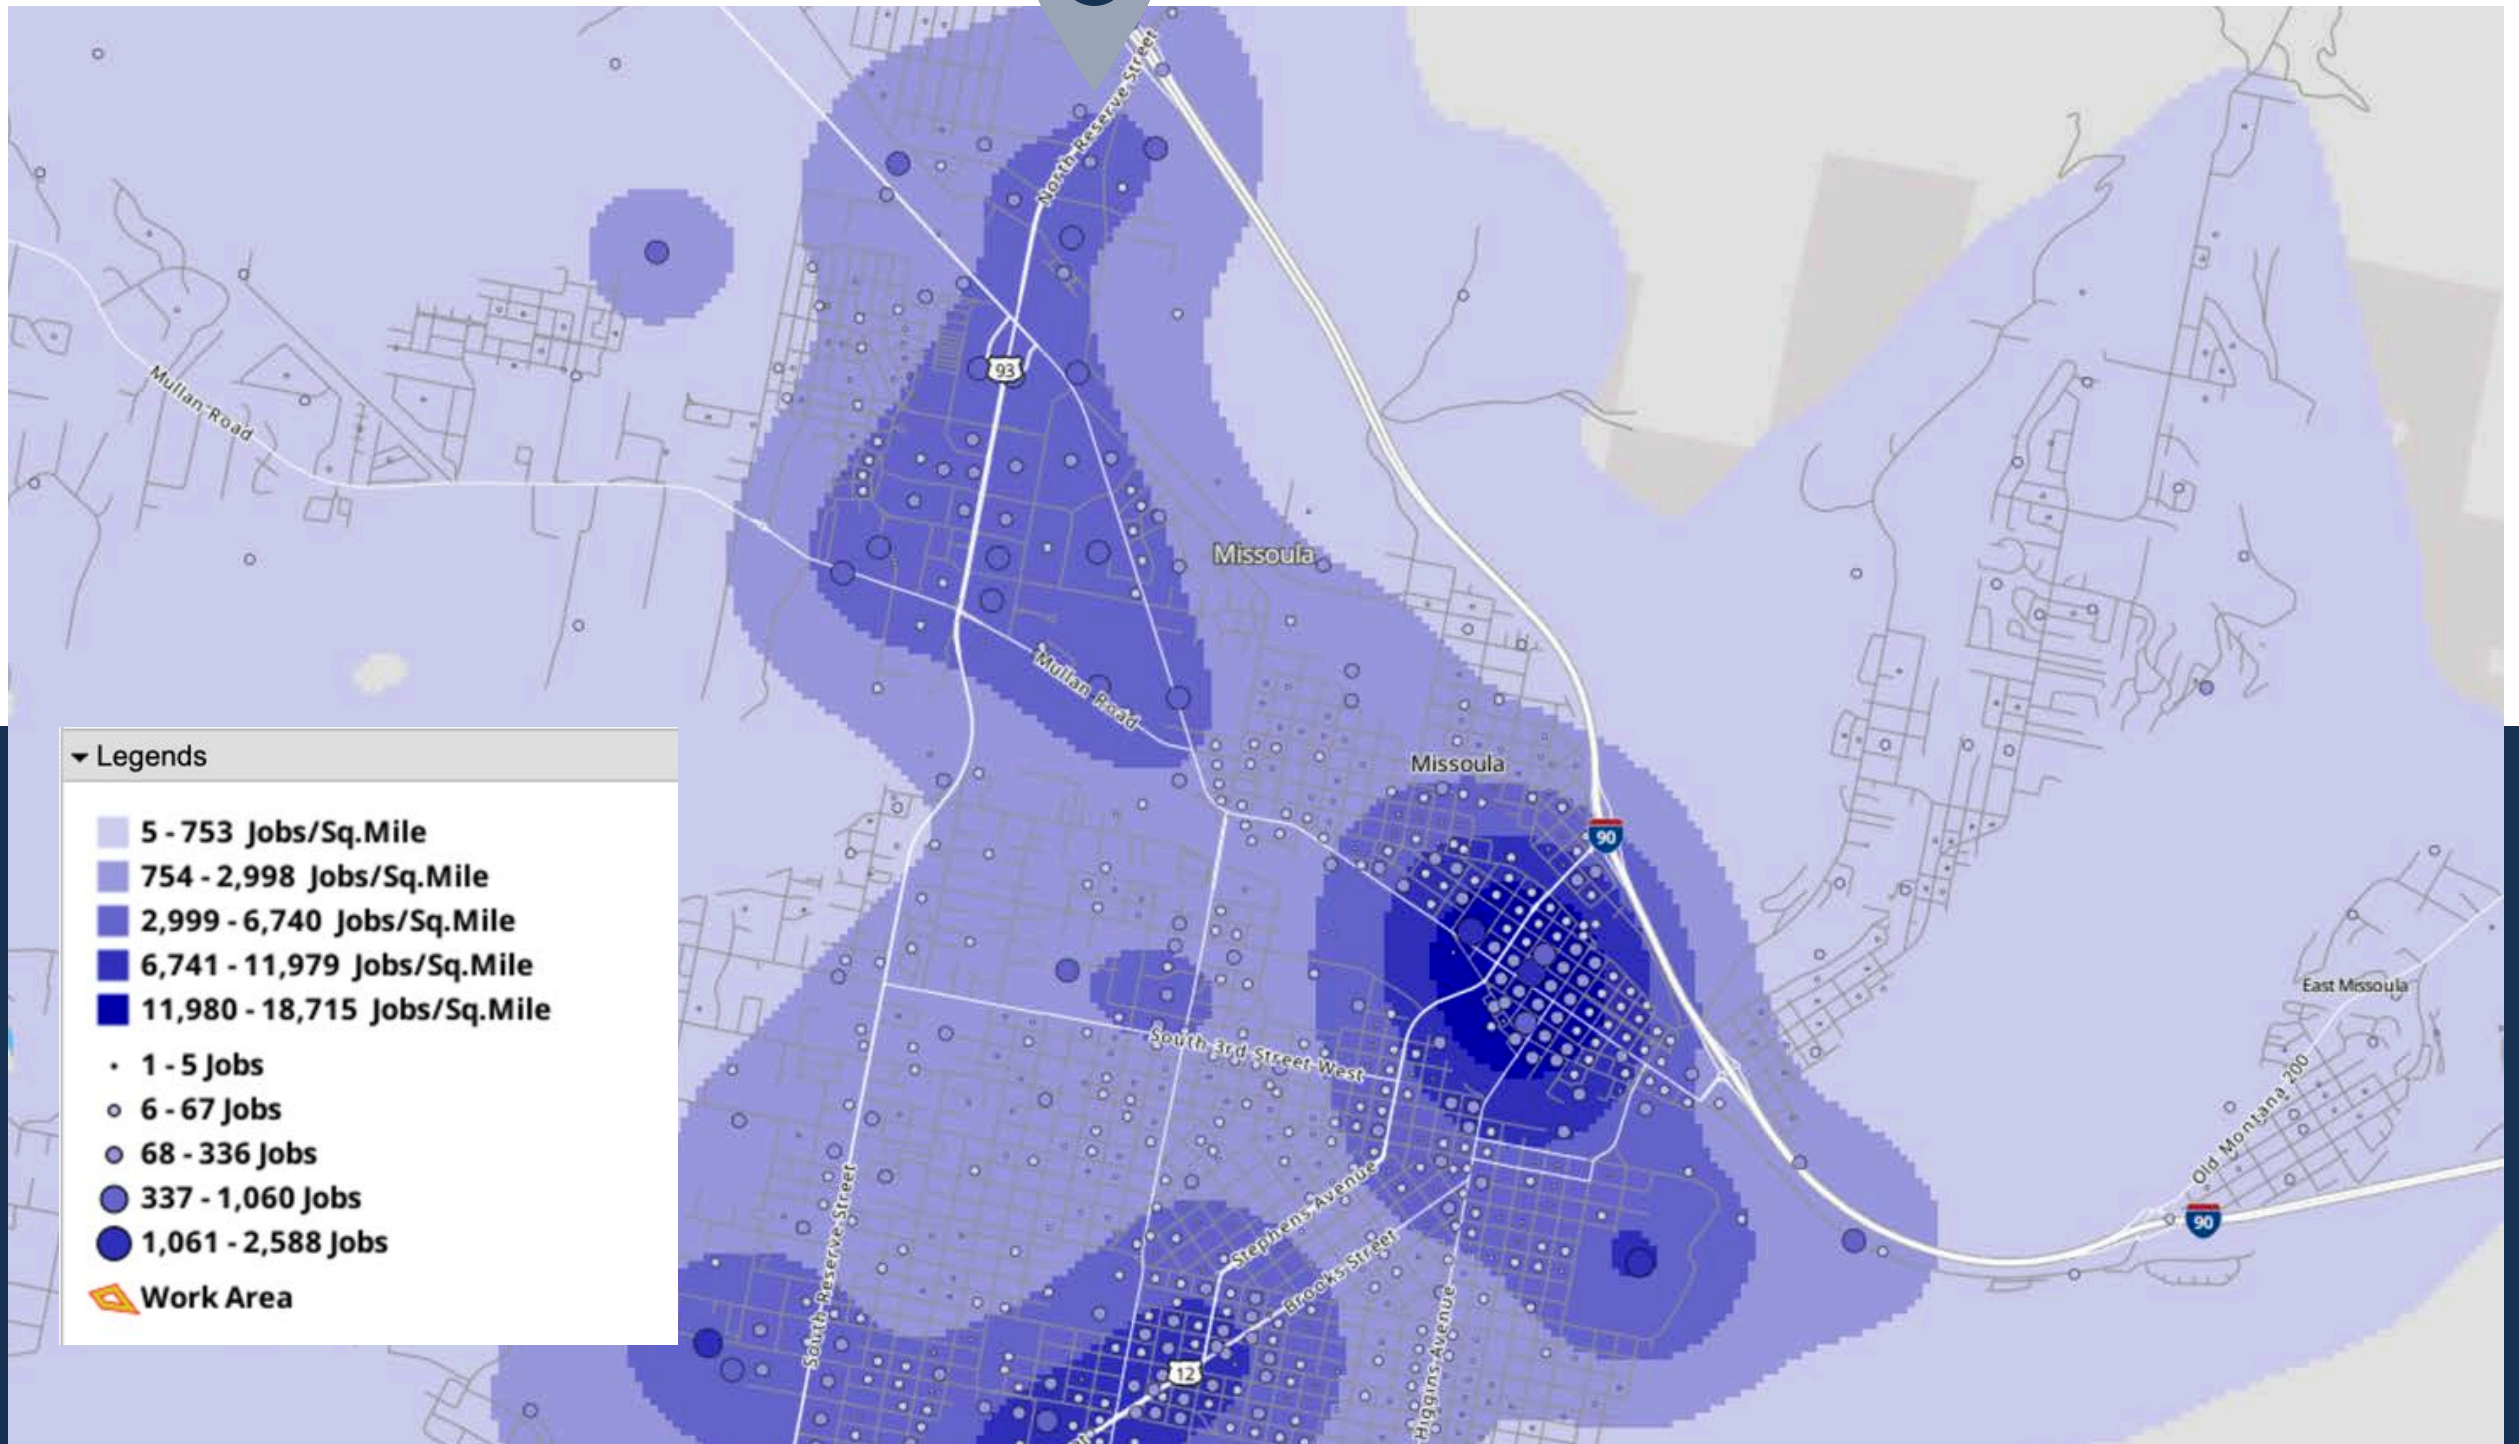 North Reserve Street
93
Mullan Road
Missoula
Mullan Road
Missoula
90
Legends
5 - 753 Jobs/Sq.Mile
754 - 2,998 Jobs/Sq.Mile
2,999 - 6,740 Jobs/Sq.Mile
6,741 - 11,979 Jobs/Sq.Mile
11,980 - 18,715 Jobs/Sq.Mile
1 - 5 Jobs
6 - 67 Jobs
68 - 336 Jobs
337 - 1,060 Jobs
1,061 - 2,588 Jobs
Work Area
East Missoula
South 3rd Street West
Old Montana 200
90
South Reserve Street
Stephens Avenue
Brooks Street
Higgins Avenue
12